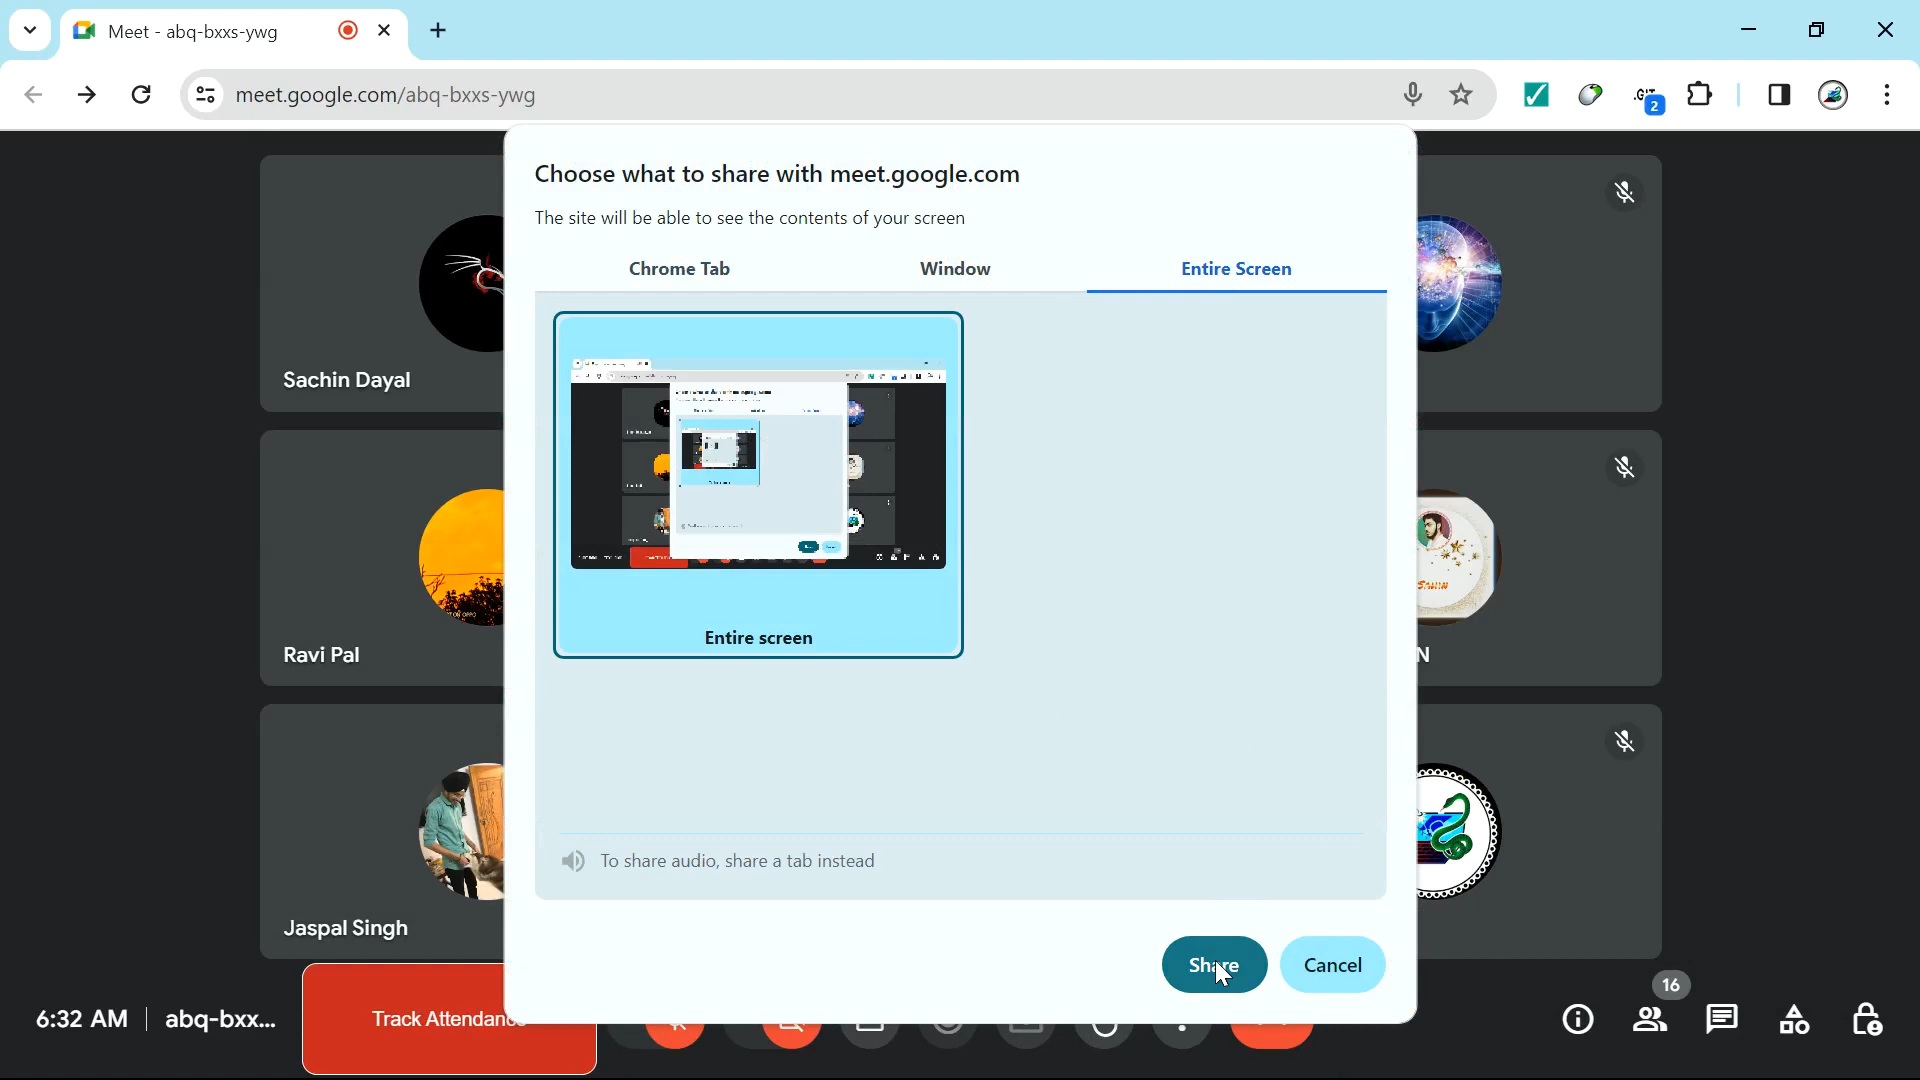 Meet - abq-bxxs-ywg
meet.google.com/abq-bxxs-ywg
2
Choose what to share with meet.google.com
The site will be able to see the contents of your screen
Chrome Tab
Window
Entire Screen
Sachin Dayal
Ravi Pal
N
Jaspal Singh
Entire screen
To share audio, share a tab instead
Share
Cancel
6:32 AM
abq-bxx...
Track Attendance
16